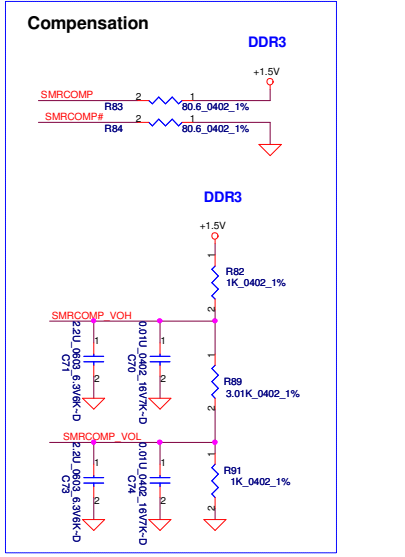 Compensation
DDR3
+1.5V
SMRCOMP
2
1
R83
80.6_0402_1%
SMRCOMP#
2
1
R84
80.6_0402_1%
DDR3
+1.5V
1
R82
1K_0402_1%
2
SMRCOMP_VOH
2.2U_0603_6.3V6K~D
C71
1
2
0.01U_0402_16V7K~D
C70
1
2
1
R89
3.01K_0402_1%
2
SMRCOMP_VOL
2.2U_0603_6.3V6K~D
C73
1
2
0.01U_0402_16V7K~D
C74
1
2
1
R91
1K_0402_1%
2